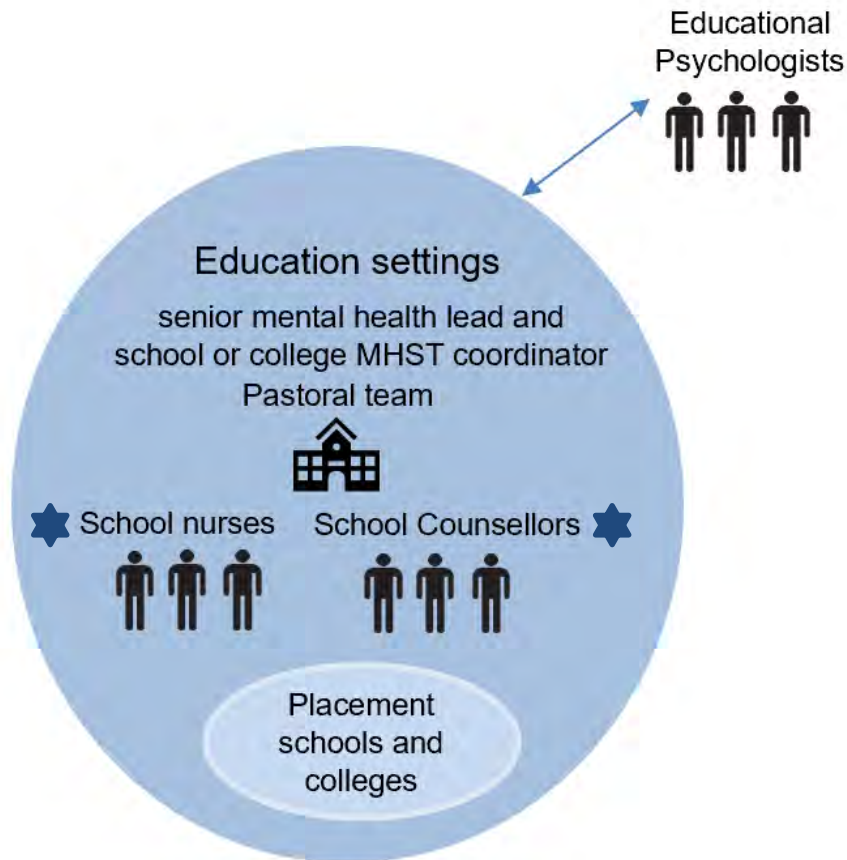 Educational
Psychologists
Education settings
senior mental health lead and
school or college MHST coordinator
Pastoral team
School nurses
School Counsellors
Placement
schools and
colleges